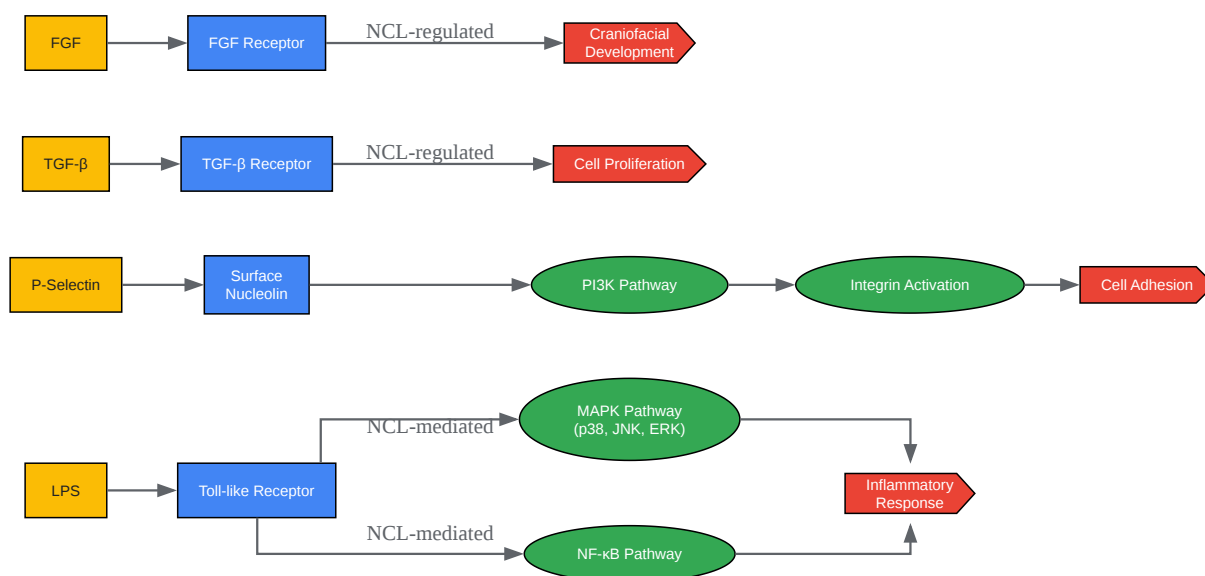 FGF
FGF Receptor
NCL-regulated
Craniofacial
Development
TGF-β
TGF-β Receptor
NCL-regulated
Cell Proliferation
P-Selectin
Surface
Nucleolin
PI3K Pathway
Integrin Activation
Cell Adhesion
MAPK Pathway
(p38, JNK, ERK)
NCL-mediated
LPS
Toll-like Receptor
Inflammatory
Response
NCL-mediated
NF-κB Pathway